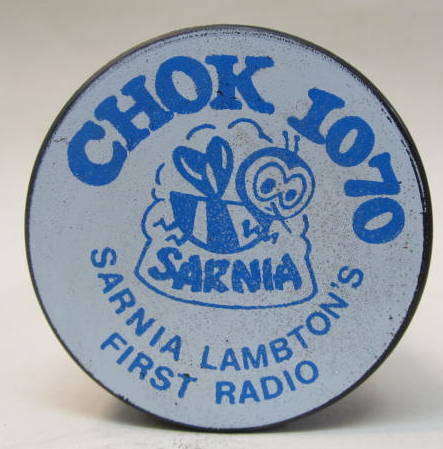 CHOK 1070
SARNIA
SARNIA LAMBTON'S
FIRST RADIO